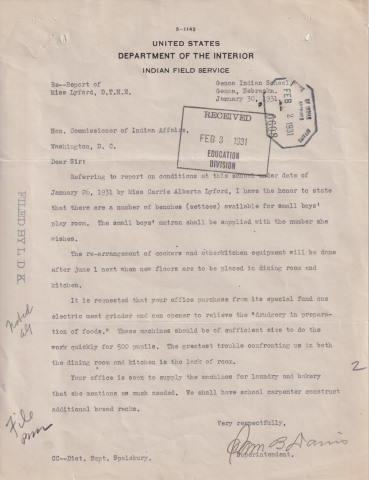 5-1142
UNITED STATES
DEPARTMENT OF THE INTERIOR
INDIAN FIELD SERVICE
Re--Report of
Miss Lyford, D.T.N.E.
Genoa Indian School
Genoa, Nebraska.
January 30, 1931.
FEB 2 1931
RECEIVED
FEB 3 1931
EDUCATION
DIVISION
Hon. Commissioner of Indian Affairs,
Washington, D. C.
Dear Sir:
Referring to report on conditions at this school under date of
January 26, 1931 by Miss Carrie Alberta Lyford, I have the honor to state
that there are a number of benches (settees) available for small boys'
play room. The small boys' matron shall be supplied with the number she
wishes.
The re-arrangement of cookers and otherkitchen equipment will be done
after June 1 next when new floors are to be placed in dining room and
kitchen.
It is requested that your office purchase from its special fund one
electric meat grinder and can opener to relieve the "drudgery in prepara-
tion of foods." These machines should be of sufficient size to do the
work quickly for 500 pupils. The greatest trouble confronting us in both
the dining room and kitchen is the lack of room.
Your office is soon to supply the machines for laundry and bakery
that she mentions as much needed. We shall have school carpenter construct
additional bread racks.
Very respectfully,
Sam B Davis
Superintendent.
CC--Dist. Supt. Spalsbury.
FILED BY L. D. K
Noted
File
2